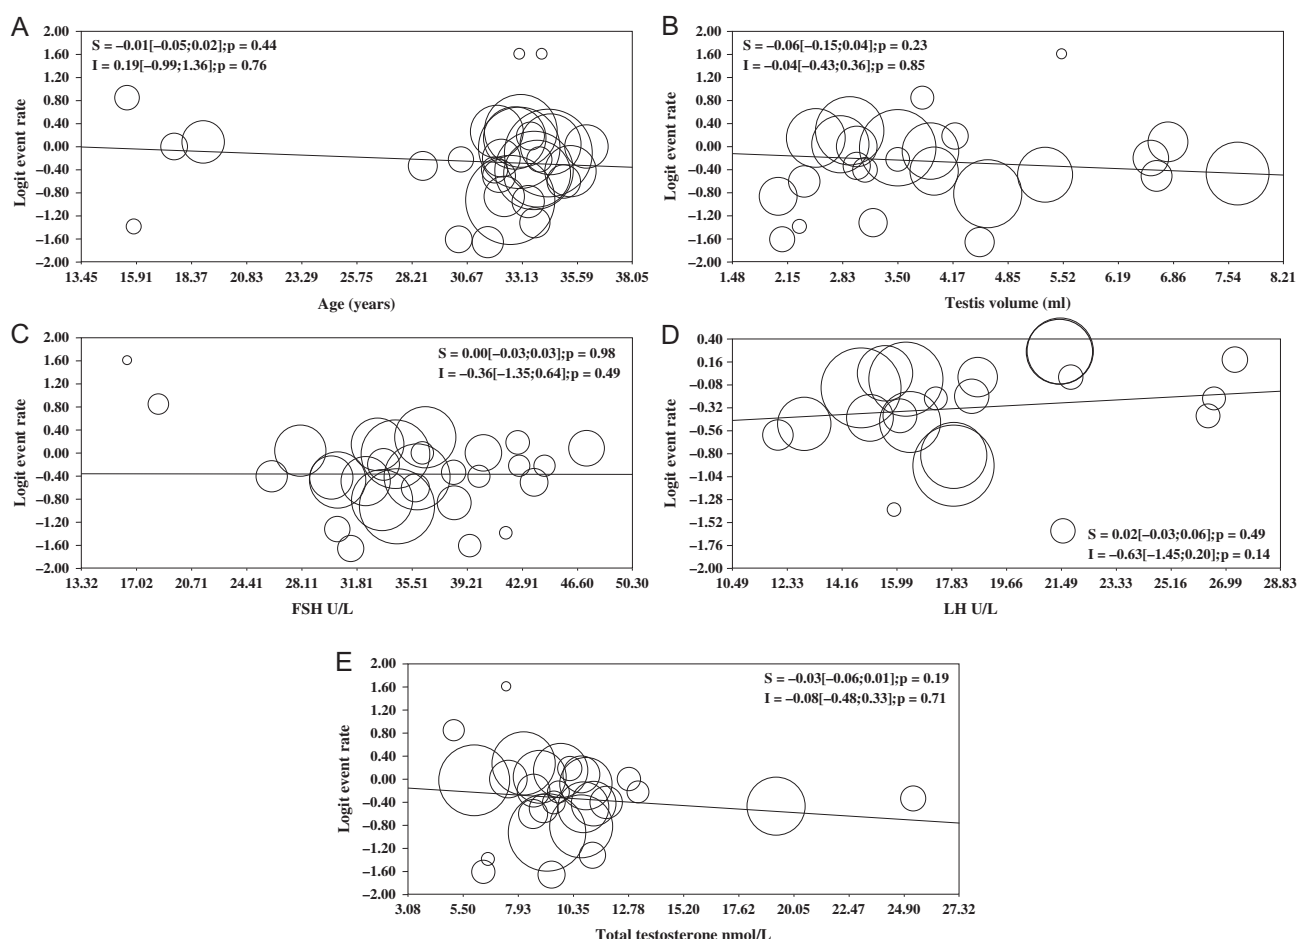 A
2.00
S = −0.01[−0.05;0.02];p = 0.44
1.60
I = 0.19[−0.99;1.36];p = 0.76
1.20
0.80
0.40
0.00
−0.40
−0.80
−1.20
−1.60
−2.00
Logit event rate
13.45 15.91 18.37 20.83 23.29 25.75 28.21 30.67 33.13 35.59 38.05
Age (years)
B
2.00
S = −0.06[−0.15;0.04];p = 0.23
1.60
I = −0.04[−0.43;0.36];p = 0.85
1.20
0.80
0.40
0.00
−0.40
−0.80
−1.20
−1.60
−2.00
Logit event rate
1.48 2.15 2.83 3.50 4.17 4.85 5.52 6.19 6.86 7.54 8.21
Testis volume (ml)
C
2.00
S = 0.00[−0.03;0.03];p = 0.98
1.60
I = −0.36[−1.35;0.64];p = 0.49
1.20
0.80
0.40
0.00
−0.40
−0.80
−1.20
−1.60
−2.00
Logit event rate
13.32 17.02 20.71 24.41 28.11 31.81 35.51 39.21 42.91 46.60 50.30
FSH U/L
D
0.40
0.16
−0.08
−0.32
−0.56
−0.80
−1.04
−1.28
−1.52
−1.76
−2.00
Logit event rate
S = 0.02[−0.03;0.06];p = 0.49
I = −0.63[−1.45;0.20];p = 0.14
10.49 12.33 14.16 15.99 17.83 19.66 21.49 23.33 25.16 26.99 28.83
LH U/L
E
2.00
S = −0.03[−0.06;0.01];p = 0.19
1.60
I = −0.08[−0.48;0.33];p = 0.71
1.20
0.80
0.40
0.00
−0.40
−0.80
−1.20
−1.60
−2.00
Logit event rate
3.08 5.50 7.93 10.35 12.78 15.20 17.62 20.05 22.47 24.90 27.32
Total testosterone nmol/L